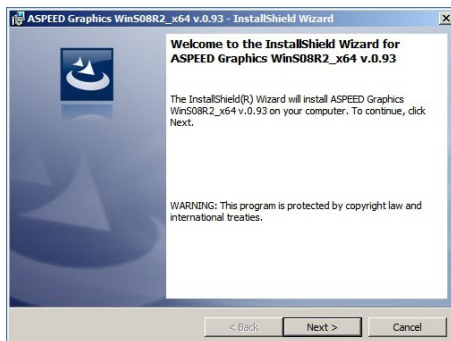 ASPEED Graphics WinS08R2_x64 v.0.93 - InstallShield Wizard
Welcome to the InstallShield Wizard for
ASPEED Graphics WinS08R2_x64 v.0.93
The InstallShield(R) Wizard will install ASPEED Graphics
WinS08R2_x64 v.0.93 on your computer. To continue, click
Next.
WARNING: This program is protected by copyright law and
international treaties.
< Back Next > Cancel